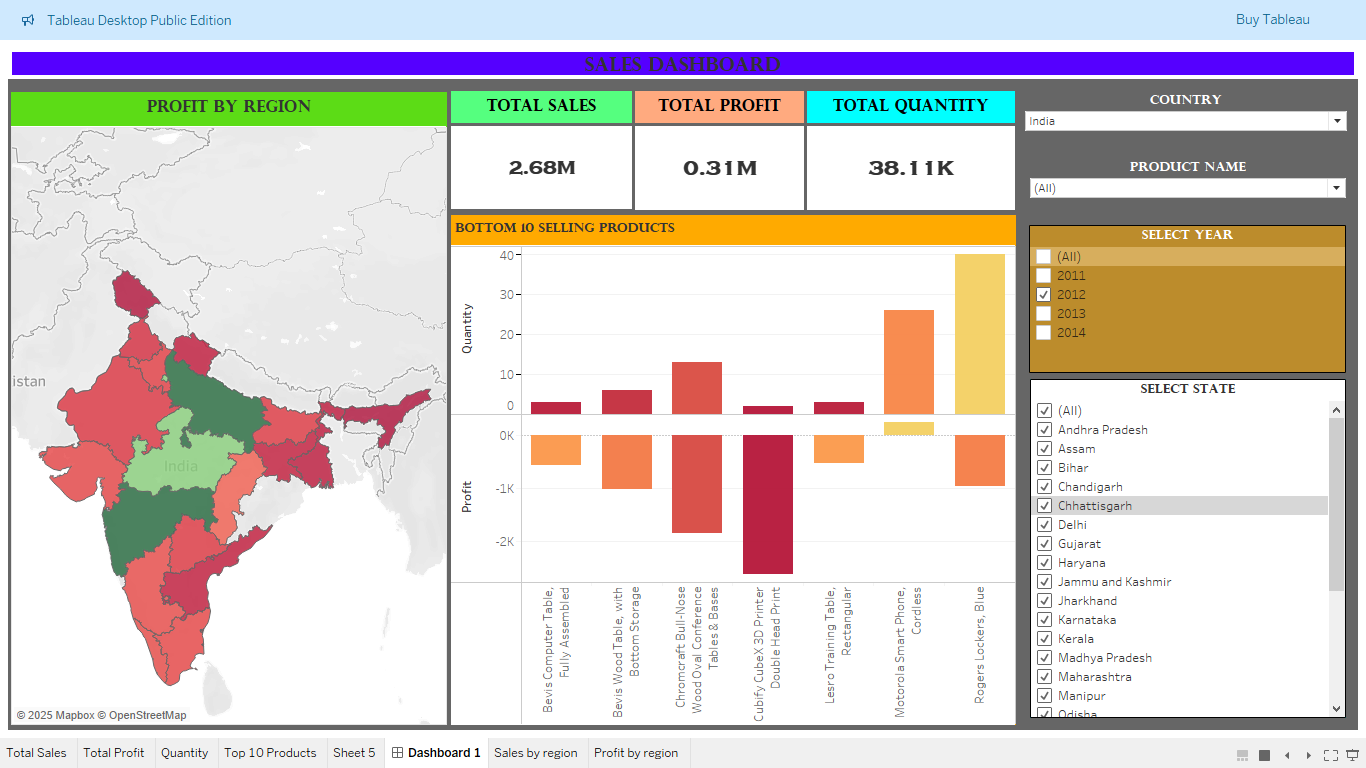 Tableau Desktop Public Edition
Buy Tableau
SALES DASHBOARD
PROFIT BY REGION
istan
India
© 2025 Mapbox © OpenStreetMap
TOTAL SALES
2.68M
TOTAL PROFIT
0.31M
TOTAL QUANTITY
38.11K
BOTTOM 10 SELLING PRODUCTS
Quantity
40
30
20
10
0
Profit
0K
-1K
-2K
Bevis Computer Table,
Fully Assembled
Bevis Wood Table, with
Bottom Storage
Chromcraft Bull-Nose
Wood Oval Conference
Tables & Bases
Cubify CubeX 3D Printer
Double Head Print
Lesro Training Table,
Rectangular
Motorola Smart Phone,
Cordless
Rogers Lockers, Blue
COUNTRY
India
PRODUCT NAME
(All)
SELECT YEAR
(All)
2011
2012
2013
2014
SELECT STATE
(All)
Andhra Pradesh
Assam
Bihar
Chandigarh
Chhattisgarh
Delhi
Gujarat
Haryana
Jammu and Kashmir
Jharkhand
Karnataka
Kerala
Madhya Pradesh
Maharashtra
Manipur
Odisha
Total Sales
Total Profit
Quantity
Top 10 Products
Sheet 5
Dashboard 1
Sales by region
Profit by region